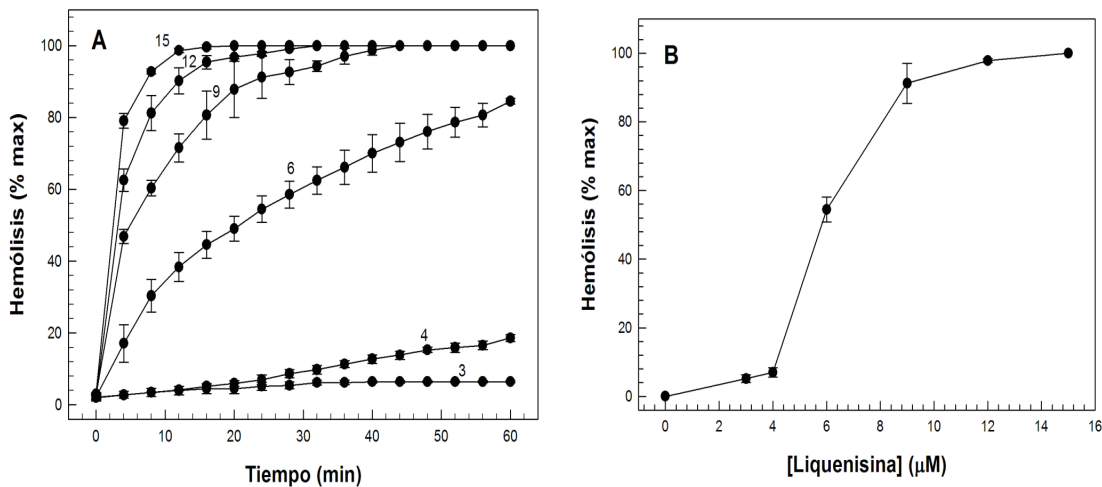 A
15
12
9
6
4
3
100
80
60
40
20
0
Hemólisis (% max)
0 10 20 30 40 50 60
Tiempo (min)
B
100
80
60
40
20
0
Hemólisis (% max)
0 2 4 6 8 10 12 14 16
[Liquenisina] (μM)